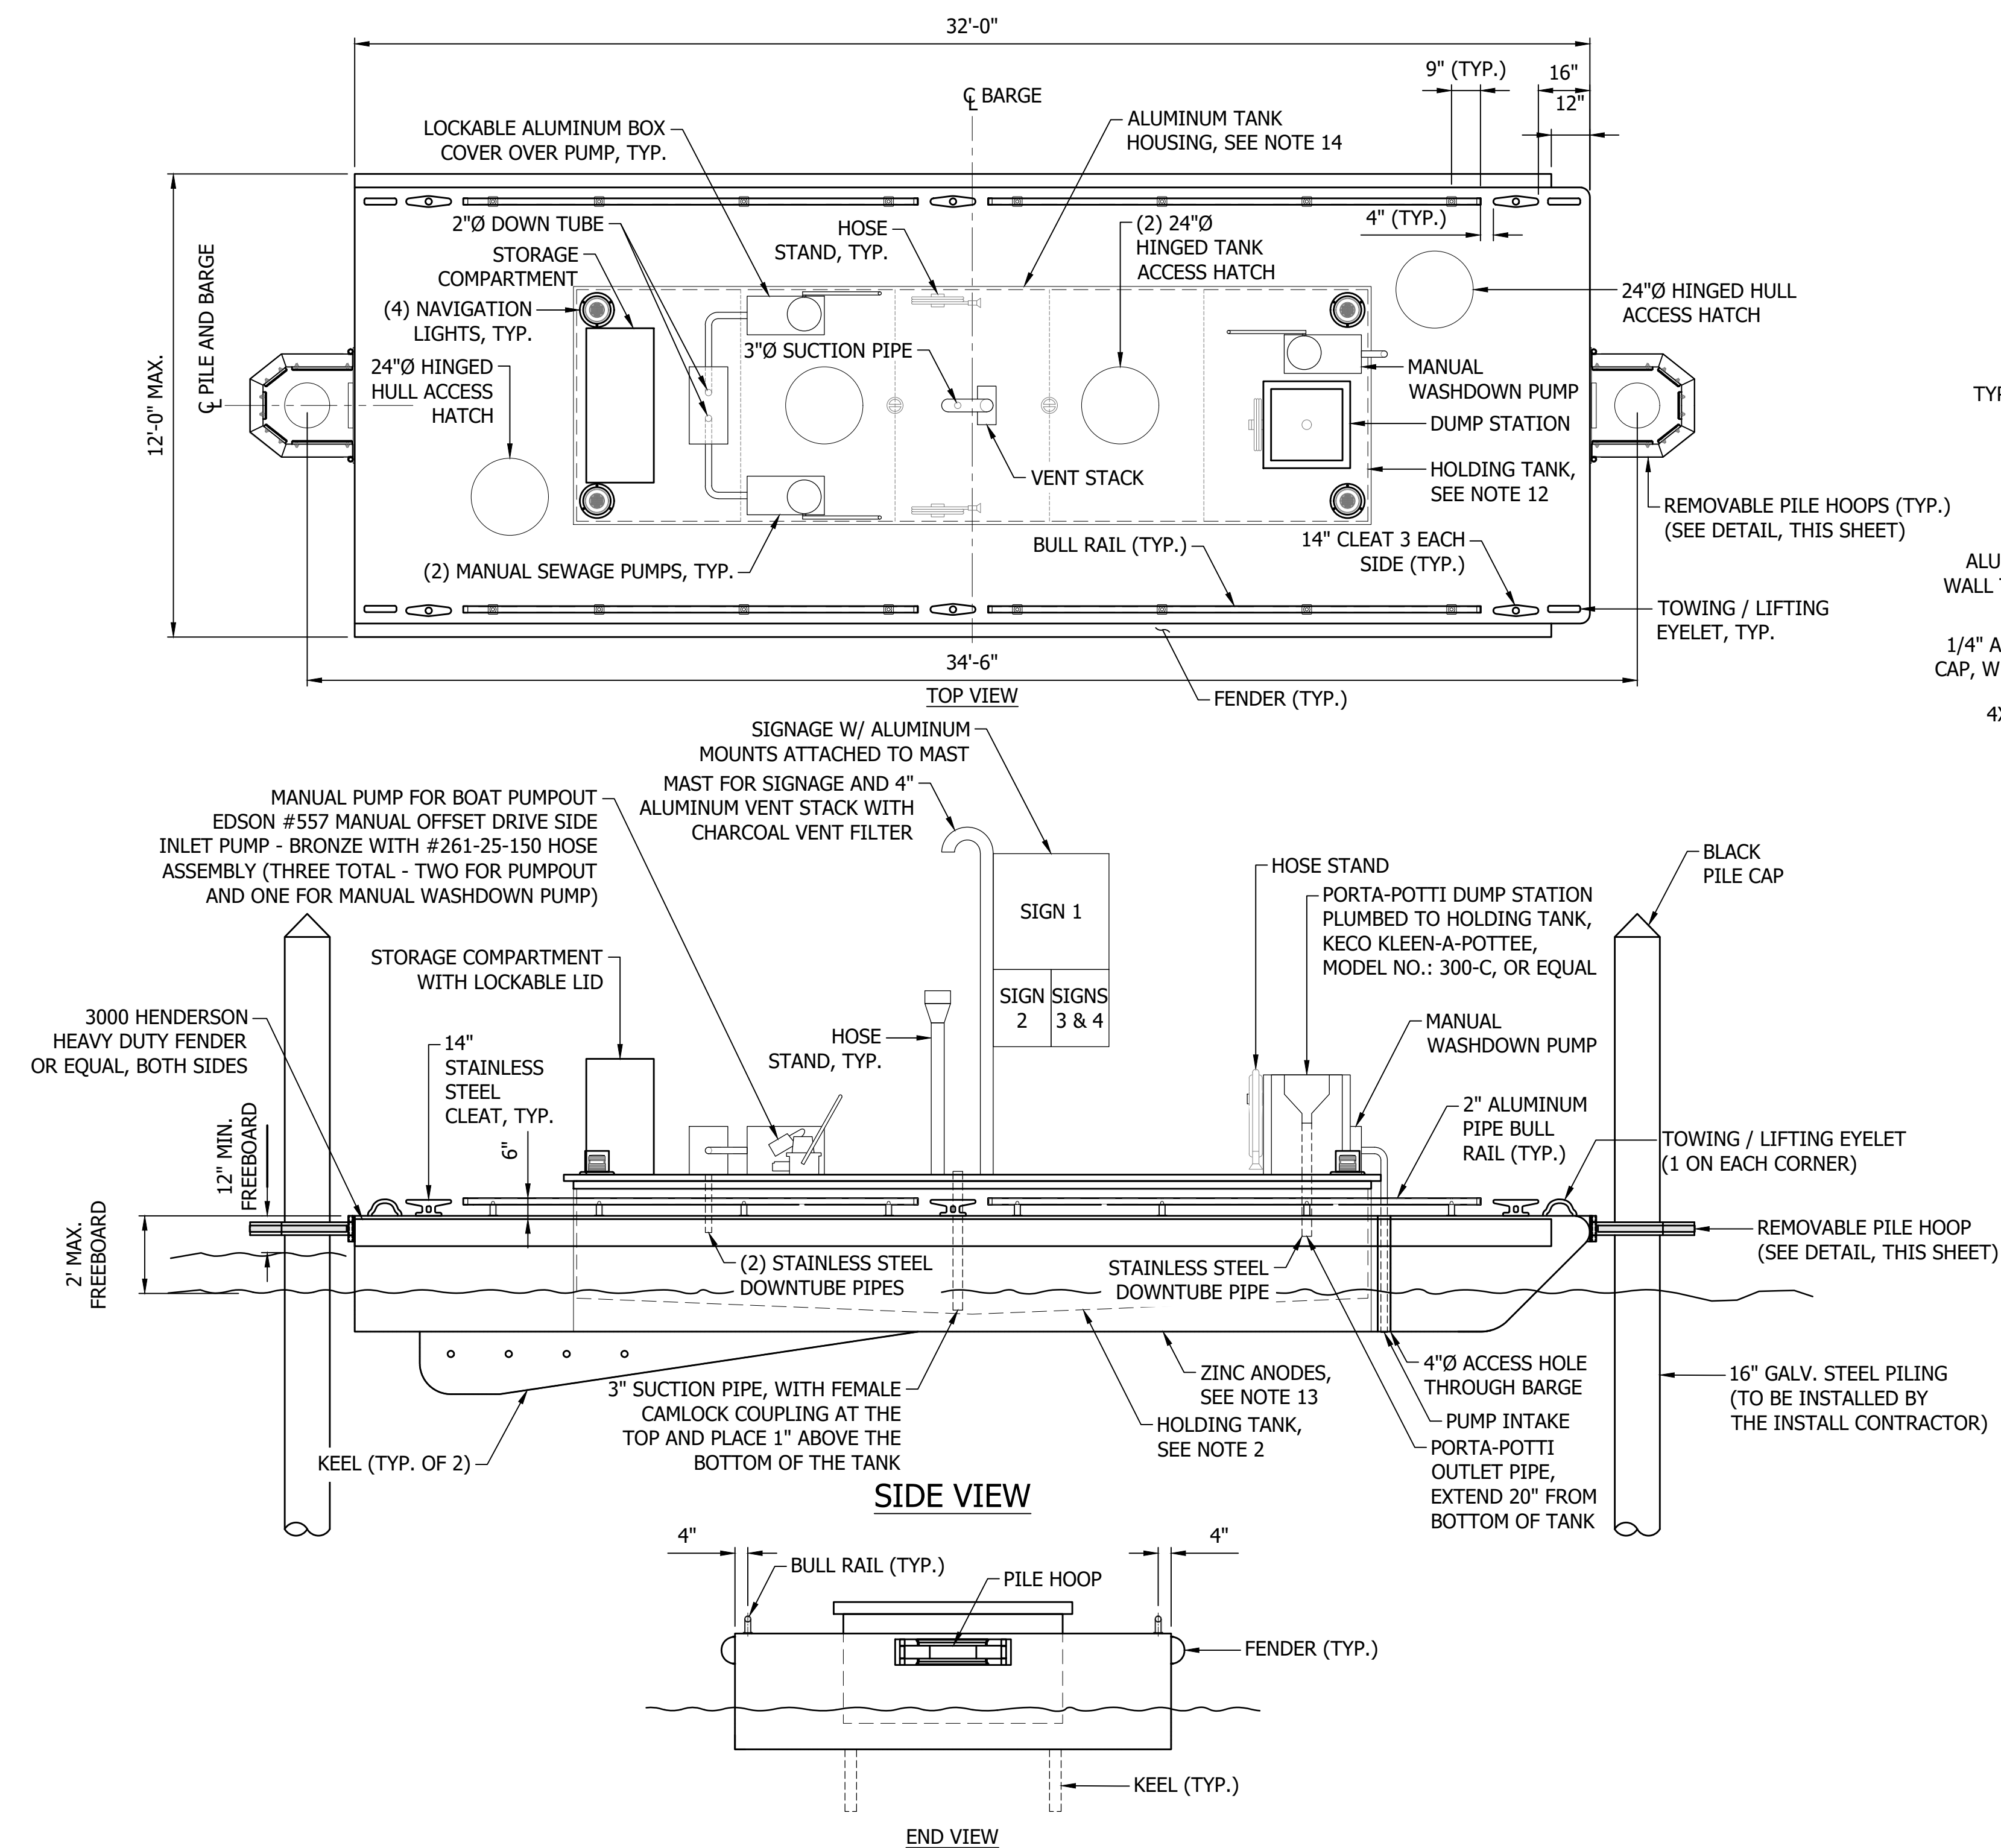 32'-0"
9" (TYP.)
16"
12"
℄ BARGE
LOCKABLE ALUMINUM BOX
COVER OVER PUMP, TYP.
ALUMINUM TANK
HOUSING, SEE NOTE 14
2"Ø DOWN TUBE
STORAGE
COMPARTMENT
(4) NAVIGATION
LIGHTS, TYP.
HOSE
STAND, TYP.
(2) 24"Ø
HINGED TANK
ACCESS HATCH
4" (TYP.)
24"Ø HINGED HULL
ACCESS HATCH
℄ PILE AND BARGE
12'-0" MAX.
24"Ø HINGED
HULL ACCESS
HATCH
3"Ø SUCTION PIPE
MANUAL
WASHDOWN PUMP
DUMP STATION
HOLDING TANK,
SEE NOTE 12
VENT STACK
REMOVABLE PILE HOOPS (TYP.)
(SEE DETAIL, THIS SHEET)
TYP
(2) MANUAL SEWAGE PUMPS, TYP.
BULL RAIL (TYP.)
14" CLEAT 3 EACH
SIDE (TYP.)
TOWING / LIFTING
EYELET, TYP.
ALU
WALL T
1/4" A
CAP, W
4X
34'-6"
TOP VIEW
FENDER (TYP.)
SIGNAGE W/ ALUMINUM
MOUNTS ATTACHED TO MAST
MAST FOR SIGNAGE AND 4"
ALUMINUM VENT STACK WITH
CHARCOAL VENT FILTER
MANUAL PUMP FOR BOAT PUMPOUT
EDSON #557 MANUAL OFFSET DRIVE SIDE
INLET PUMP - BRONZE WITH #261-25-150 HOSE
ASSEMBLY (THREE TOTAL - TWO FOR PUMPOUT
AND ONE FOR MANUAL WASHDOWN PUMP)
SIGN 1
SIGN
2
SIGNS
3 & 4
HOSE STAND
PORTA-POTTI DUMP STATION
PLUMBED TO HOLDING TANK,
KECO KLEEN-A-POTTEE,
MODEL NO.: 300-C, OR EQUAL
BLACK
PILE CAP
STORAGE COMPARTMENT
WITH LOCKABLE LID
3000 HENDERSON
HEAVY DUTY FENDER
OR EQUAL, BOTH SIDES
14"
STAINLESS
STEEL
CLEAT, TYP.
6"
HOSE
STAND, TYP.
MANUAL
WASHDOWN PUMP
2" ALUMINUM
PIPE BULL
RAIL (TYP.)
TOWING / LIFTING EYELET
(1 ON EACH CORNER)
12" MIN.
FREEBOARD
2' MAX.
FREEBOARD
REMOVABLE PILE HOOP
(SEE DETAIL, THIS SHEET)
(2) STAINLESS STEEL
DOWNTUBE PIPES
STAINLESS STEEL
DOWNTUBE PIPE
3" SUCTION PIPE, WITH FEMALE
CAMLOCK COUPLING AT THE
TOP AND PLACE 1" ABOVE THE
BOTTOM OF THE TANK
ZINC ANODES,
SEE NOTE 13
HOLDING TANK,
SEE NOTE 2
4"Ø ACCESS HOLE
THROUGH BARGE
PUMP INTAKE
PORTA-POTTI
OUTLET PIPE,
EXTEND 20" FROM
BOTTOM OF TANK
16" GALV. STEEL PILING
(TO BE INSTALLED BY
THE INSTALL CONTRACTOR)
KEEL (TYP. OF 2)
SIDE VIEW
4"
BULL RAIL (TYP.)
PILE HOOP
4"
FENDER (TYP.)
KEEL (TYP.)
END VIEW